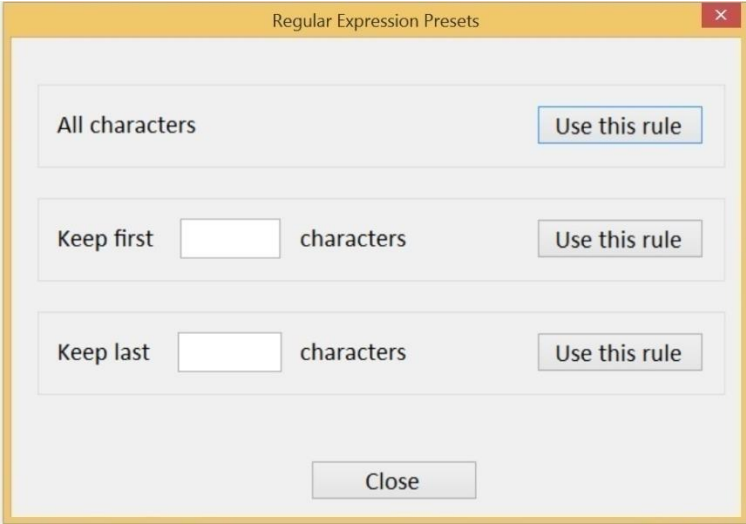 Regular Expression Presets
All characters Use this rule
Keep first characters Use this rule
Keep last characters Use this rule
Close